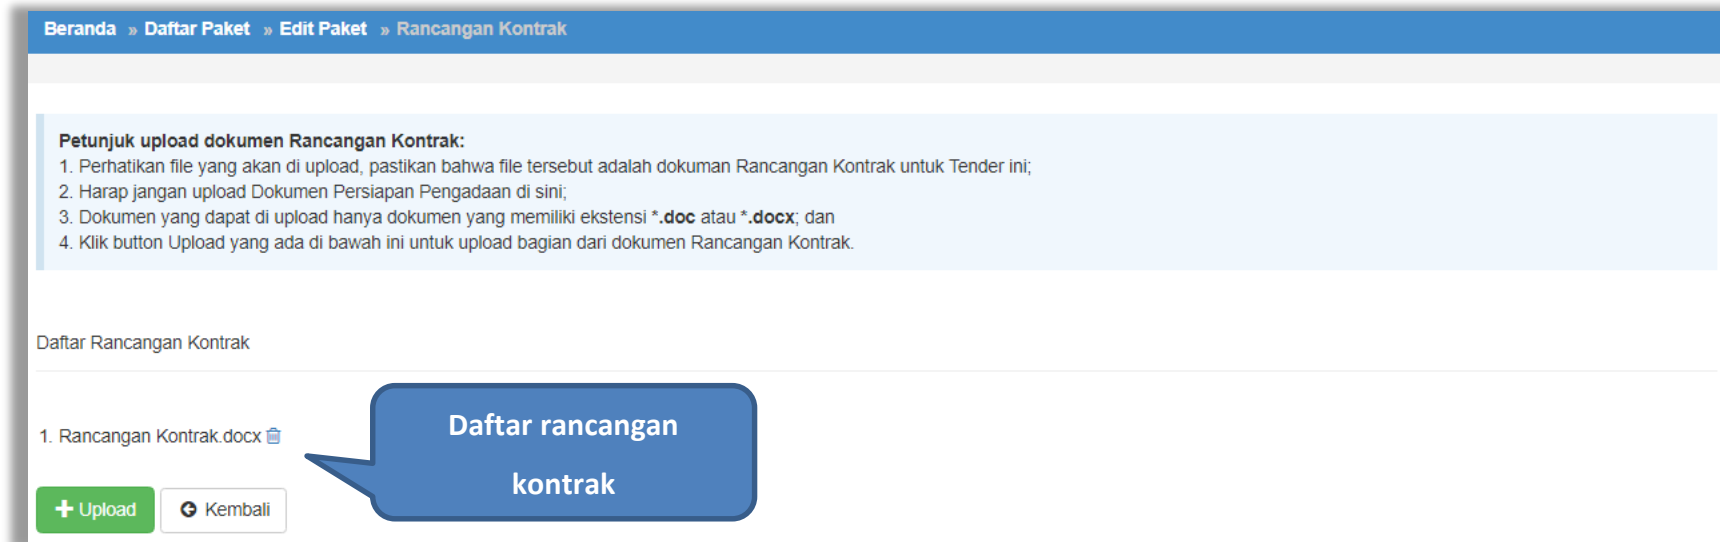 Beranda » Daftar Paket » Edit Paket » Rancangan Kontrak
Petunjuk upload dokumen Rancangan Kontrak:
1. Perhatikan file yang akan di upload, pastikan bahwa file tersebut adalah dokuman Rancangan Kontrak untuk Tender ini;
2. Harap jangan upload Dokumen Persiapan Pengadaan di sini;
3. Dokumen yang dapat di upload hanya dokumen yang memiliki ekstensi *.doc atau *.docx; dan
4. Klik button Upload yang ada di bawah ini untuk upload bagian dari dokumen Rancangan Kontrak.
Daftar Rancangan Kontrak
1. Rancangan Kontrak.docx
Daftar rancangan
kontrak
+ Upload
Kembali